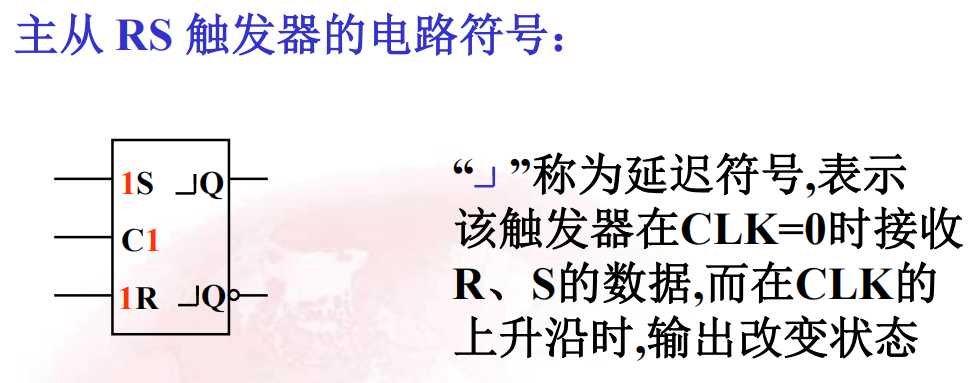 主从 RS 触发器的电路符号：
1S ┘Q
C1
1R ┘Q
“┘”称为延迟符号,表示
该触发器在CLK=0时接收
R、S的数据,而在CLK的
上升沿时,输出改变状态